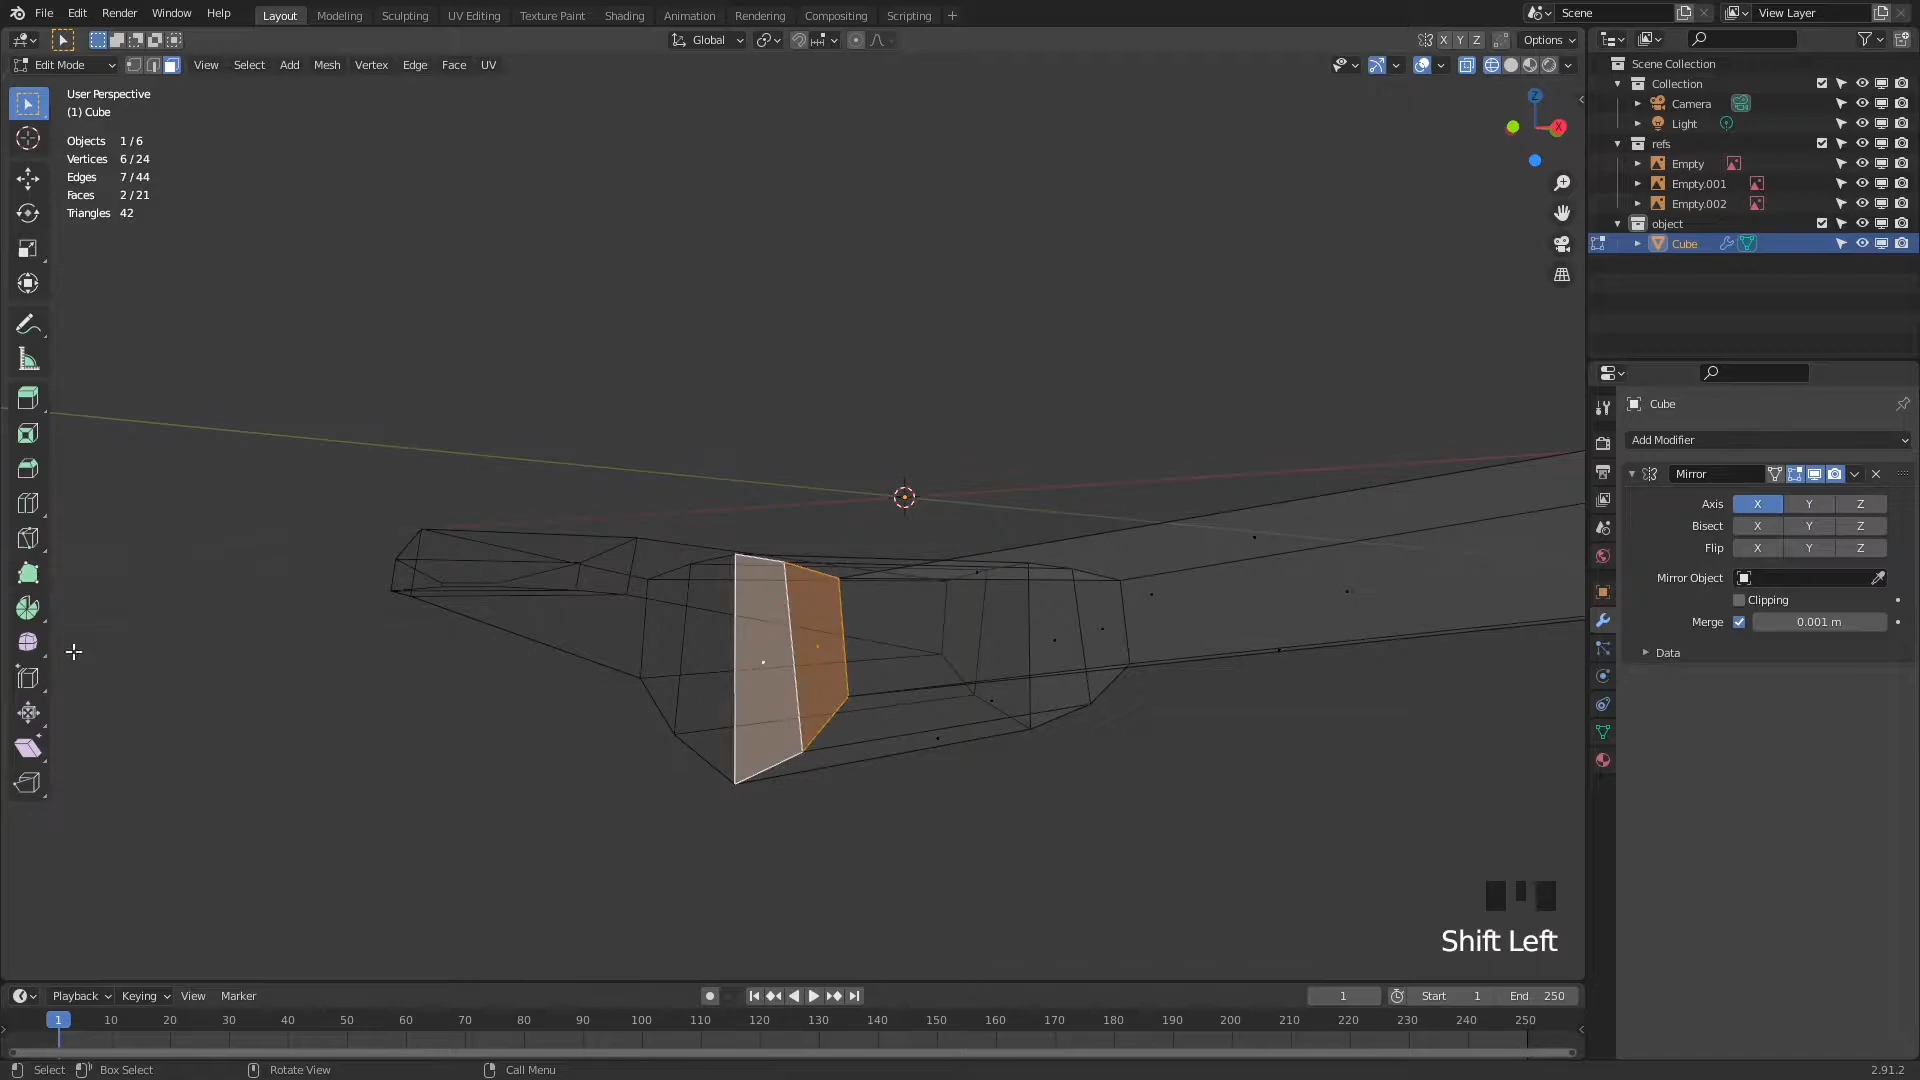 File Edit Render Window Help Layout Modeling Sculpting UV Editing Texture Paint Shading Animation Rendering Compositing Scripting + Scene View Layer
Global X Y Z Options
Edit Mode View Select Add Mesh Vertex Edge Face UV
Scene Collection
Collection
Camera
Light
refs
Empty
Empty.001
Empty.002
object
Cube
User Perspective
(1) Cube
Objects 1 / 6
Vertices 6 / 24
Edges 7 / 44
Faces 2 / 21
Triangles 42
Z
X
Cube
Add Modifier
Mirror
Axis X Y Z
Bisect X Y Z
Flip X Y Z
Mirror Object
Clipping
Merge 0.001 m
Data
Shift Left
Playback Keying View Marker 1 Start 1 End 250
1 10 20 30 40 50 60 70 80 90 100 110 120 130 140 150 160 170 180 190 200 210 220 230 240 250
Select Box Select Rotate View Call Menu 2.91.2